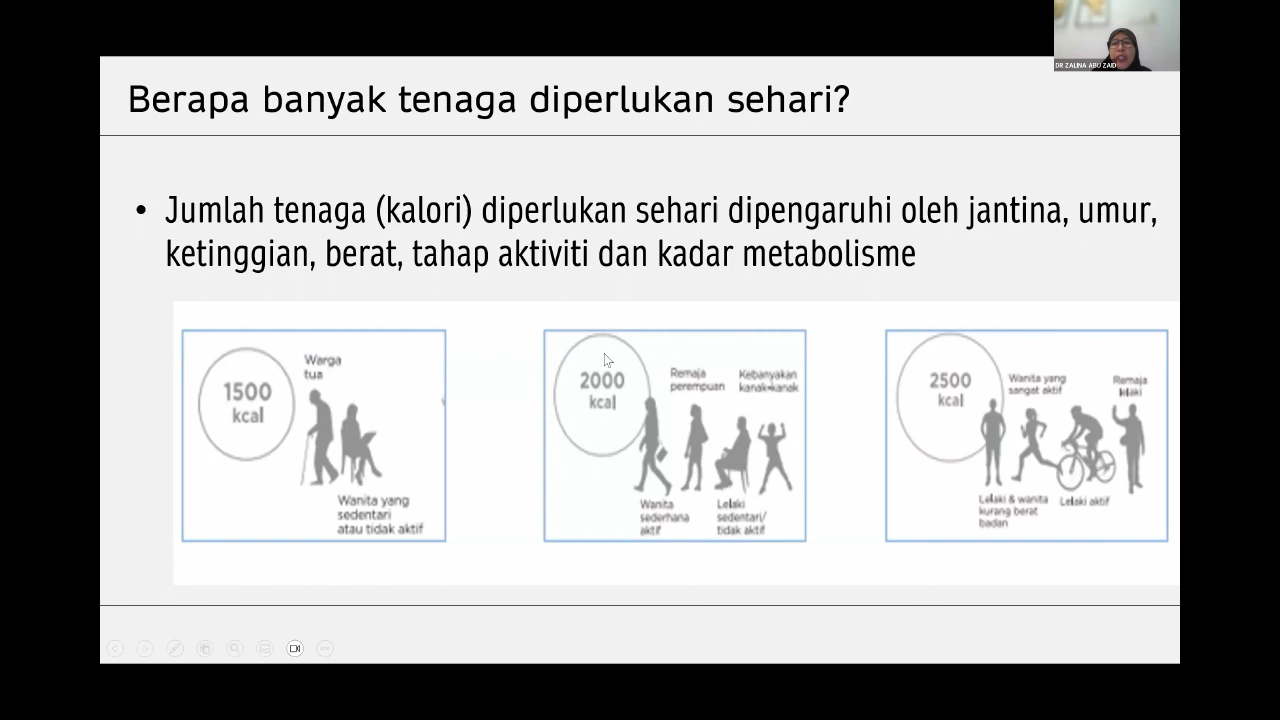 DR ZALINA ABU ZAID
Berapa banyak tenaga diperlukan sehari?
• Jumlah tenaga (kalori) diperlukan sehari dipengaruhi oleh jantina, umur,
ketinggian, berat, tahap aktiviti dan kadar metabolisme
1500
kcal
Warga
tua
Wanita yang
sedentari
atau tidak aktif
2000
kcal
Remaja
perempuan
Kebanyakan
kanak-kanak
Wanita
sederhana
aktif
Lelaki
sedentari/
tidak aktif
2500
kcal
Wanita yang
sangat aktif
Remaja
lelaki
Lelaki & wanita
kurang berat
badan
Lelaki aktif